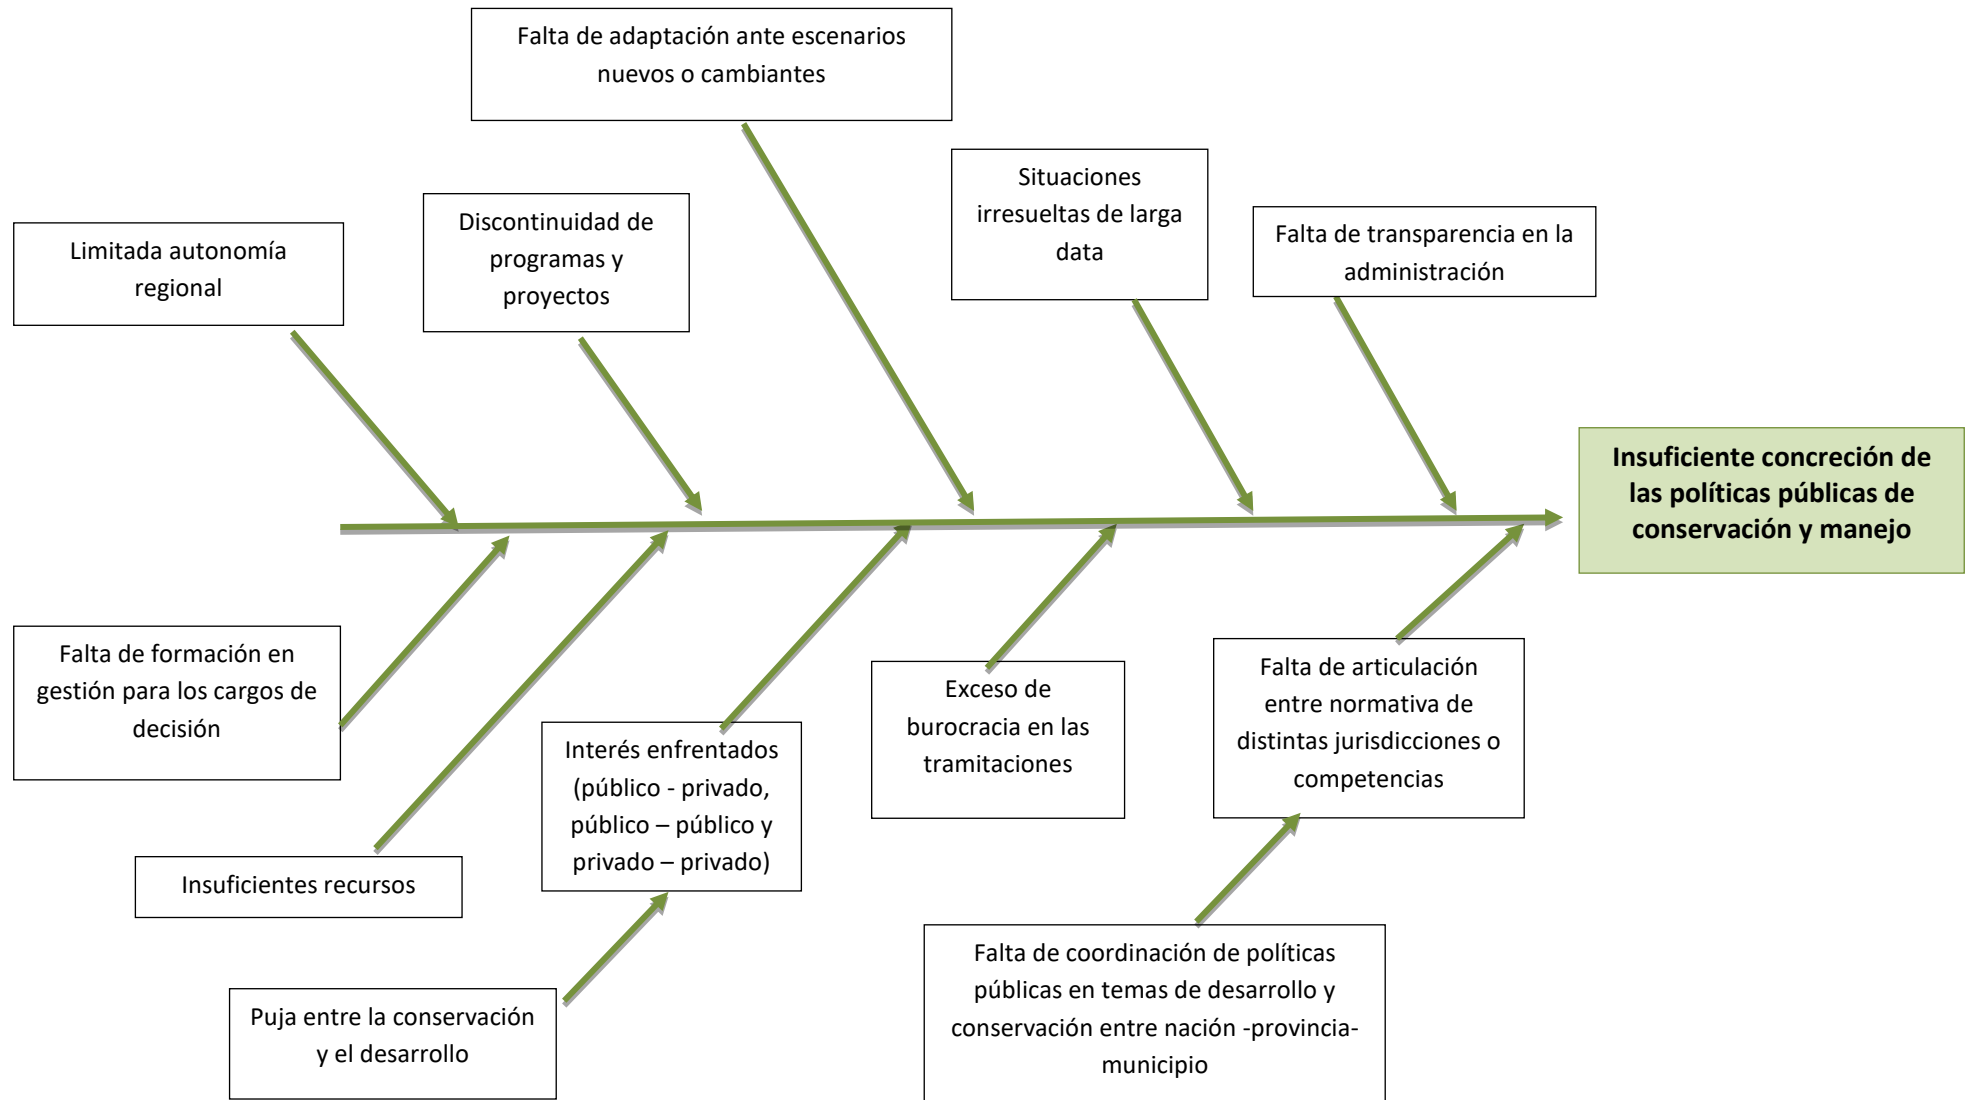 Falta de adaptación ante escenarios
nuevos o cambiantes
Situaciones
irresueltas de larga
data
Discontinuidad de
programas y
proyectos
Falta de transparencia en la
administración
Limitada autonomía
regional
Insuficiente concreción de
las políticas públicas de
conservación y manejo
Falta de formación en
gestión para los cargos de
decisión
Falta de articulación
entre normativa de
distintas jurisdicciones o
competencias
Exceso de
burocracia en las
tramitaciones
Interés enfrentados
(público - privado,
público – público y
privado – privado)
Insuficientes recursos
Falta de coordinación de políticas
públicas en temas de desarrollo y
conservación entre nación -provincia-
municipio
Puja entre la conservación
y el desarrollo